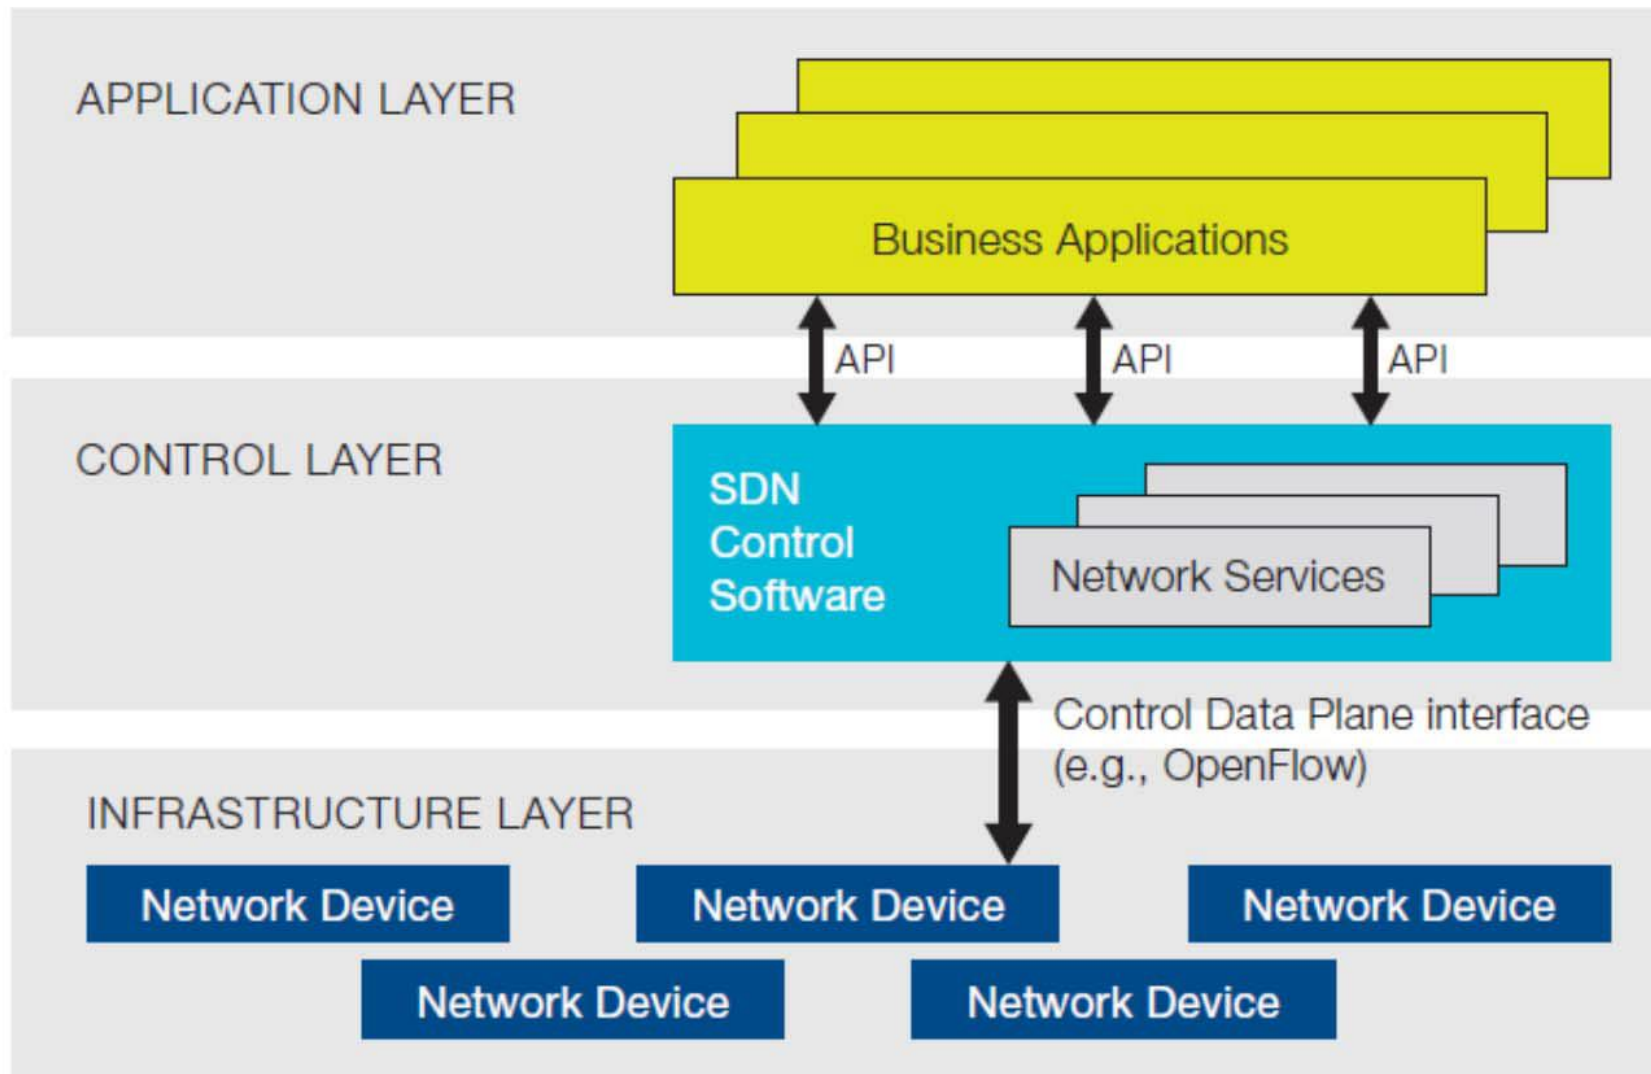 APPLICATION LAYER
Business Applications
API
API
API
CONTROL LAYER
SDN
Control
Software
Network Services
Control Data Plane interface
(e.g., OpenFlow)
INFRASTRUCTURE LAYER
Network Device
Network Device
Network Device
Network Device
Network Device